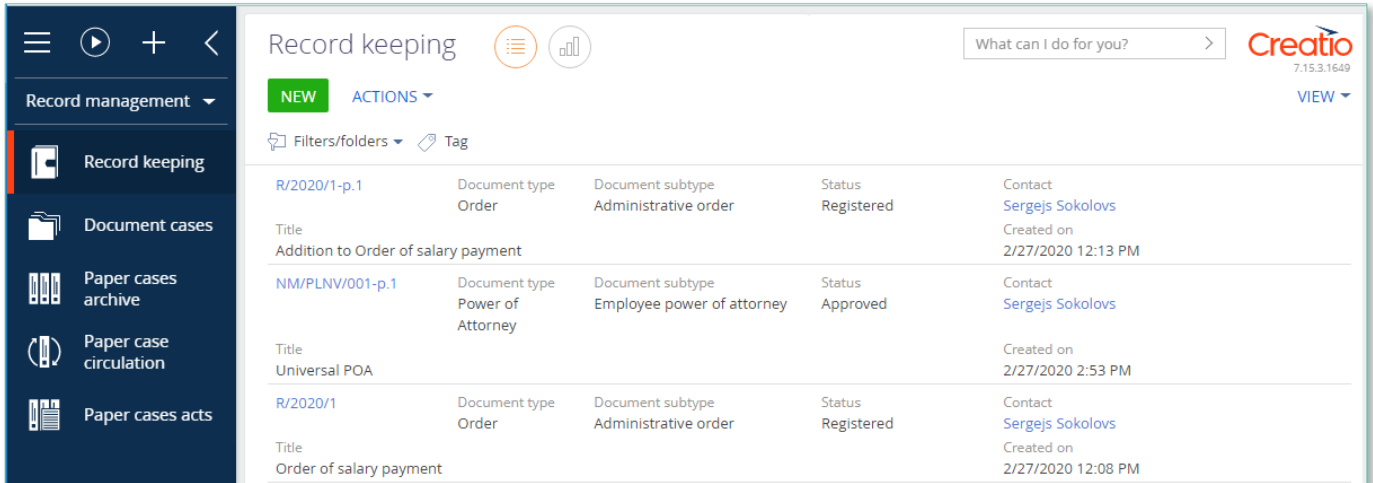 Record keeping
What can I do for you?
Creatio
7.15.3.1649
Record management
NEW
ACTIONS
VIEW
Filters/folders
Tag
Record keeping
Document cases
Paper cases
archive
Paper case
circulation
Paper cases acts
R/2020/1-p.1 Document type Document subtype Status Contact
Order Administrative order Registered Sergejs Sokolovs
Title Created on
Addition to Order of salary payment 2/27/2020 12:13 PM
NM/PLNV/001-p.1 Document type Document subtype Status Contact
Power of Employee power of attorney Approved Sergejs Sokolovs
Attorney
Title Created on
Universal POA 2/27/2020 2:53 PM
R/2020/1 Document type Document subtype Status Contact
Order Administrative order Registered Sergejs Sokolovs
Title Created on
Order of salary payment 2/27/2020 12:08 PM